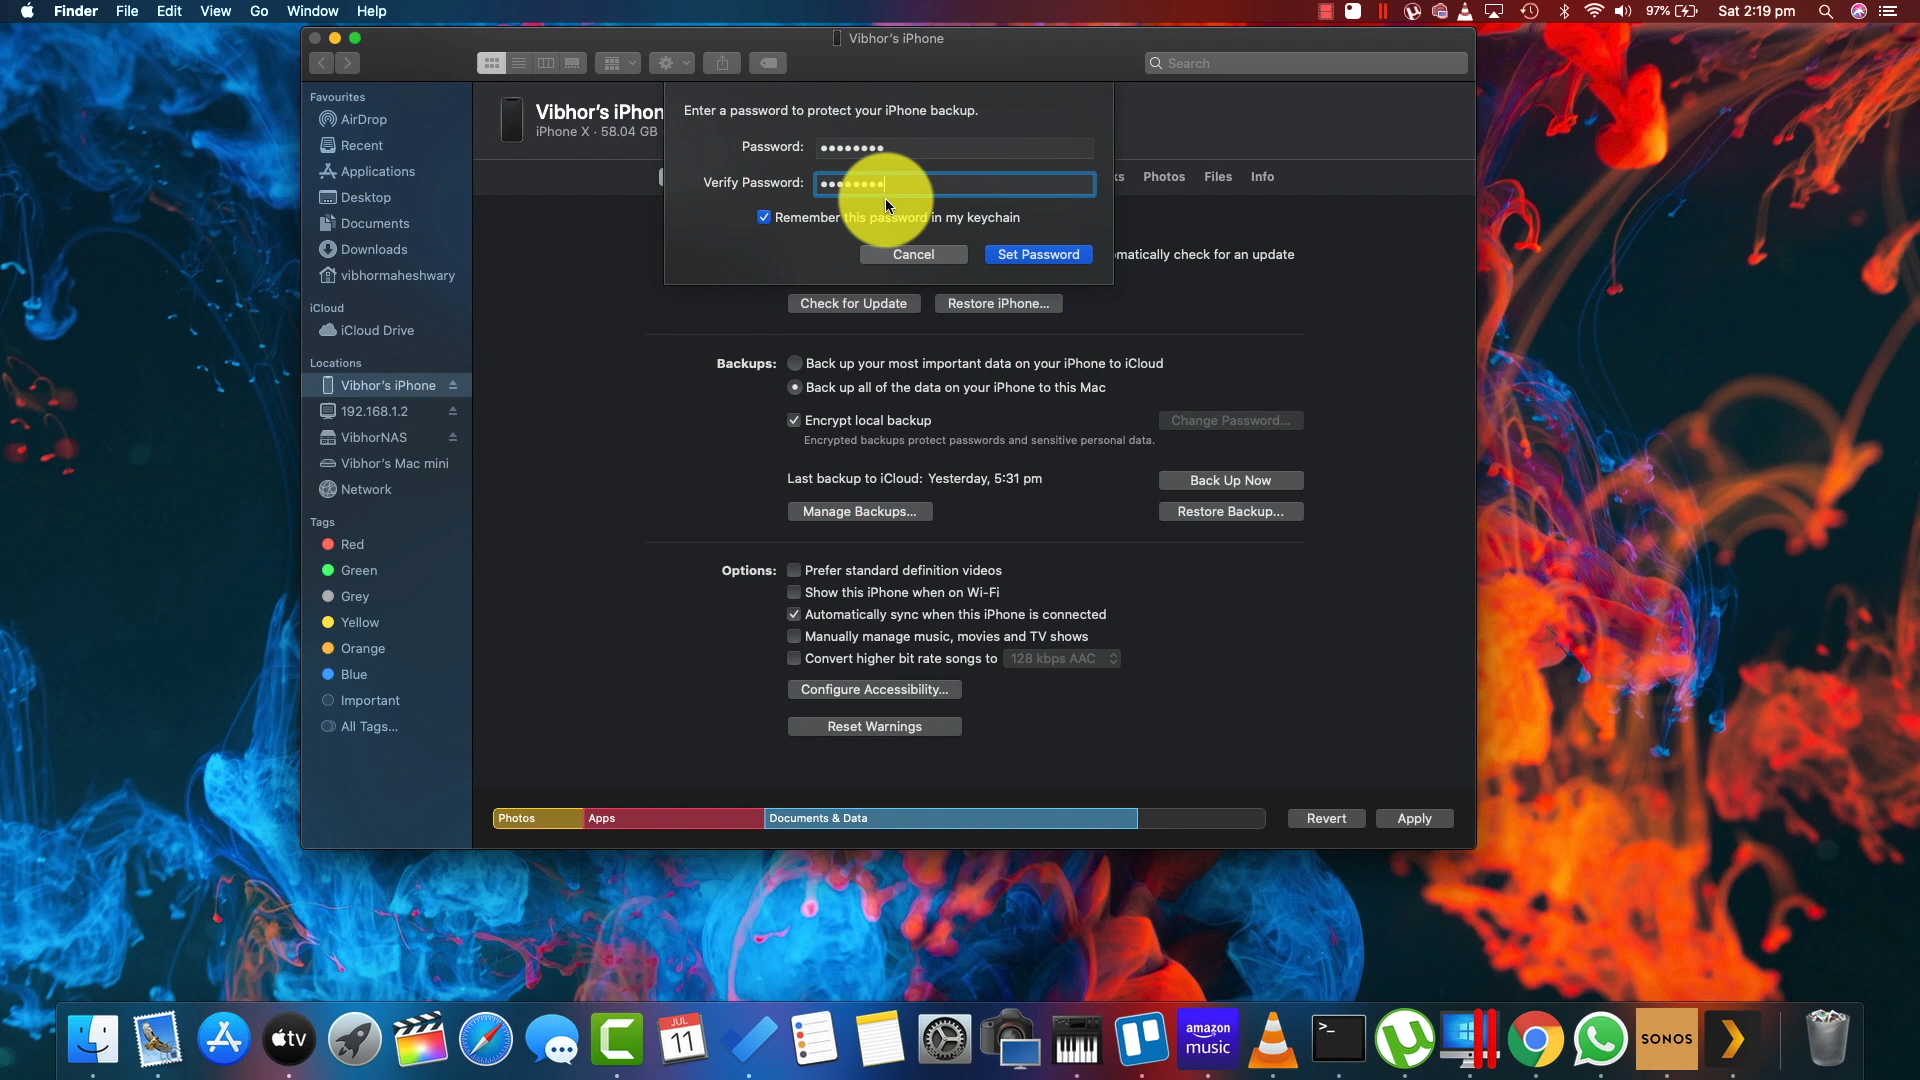 Finder File Edit View Go Window Help
97% Sat 2:19 pm
Vibhor's iPhone
Search
Favourites
AirDrop
Recent
Applications
Desktop
Documents
Downloads
vibhormaheshwary
iCloud
iCloud Drive
Locations
Vibhor's iPhone
192.168.1.2
VibhorNAS
Vibhor's Mac mini
Network
Tags
Red
Green
Grey
Yellow
Orange
Blue
Important
All Tags...
Vibhor's iPhon
iPhone X · 58.04 GB
Enter a password to protect your iPhone backup.
Password: ●●●●●●●●
Verify Password: ●●●●●●●●
Remember this password in my keychain
Cancel Set Password
ks Photos Files Info
matically check for an update
Check for Update Restore iPhone...
Backups: Back up your most important data on your iPhone to iCloud
Back up all of the data on your iPhone to this Mac
Encrypt local backup Change Password...
Encrypted backups protect passwords and sensitive personal data.
Last backup to iCloud: Yesterday, 5:31 pm Back Up Now
Manage Backups... Restore Backup...
Options: Prefer standard definition videos
Show this iPhone when on Wi-Fi
Automatically sync when this iPhone is connected
Manually manage music, movies and TV shows
Convert higher bit rate songs to 128 kbps AAC
Configure Accessibility...
Reset Warnings
Photos Apps Documents & Data Revert Apply
tv
JUL
11
amazon
music
>_
SONOS